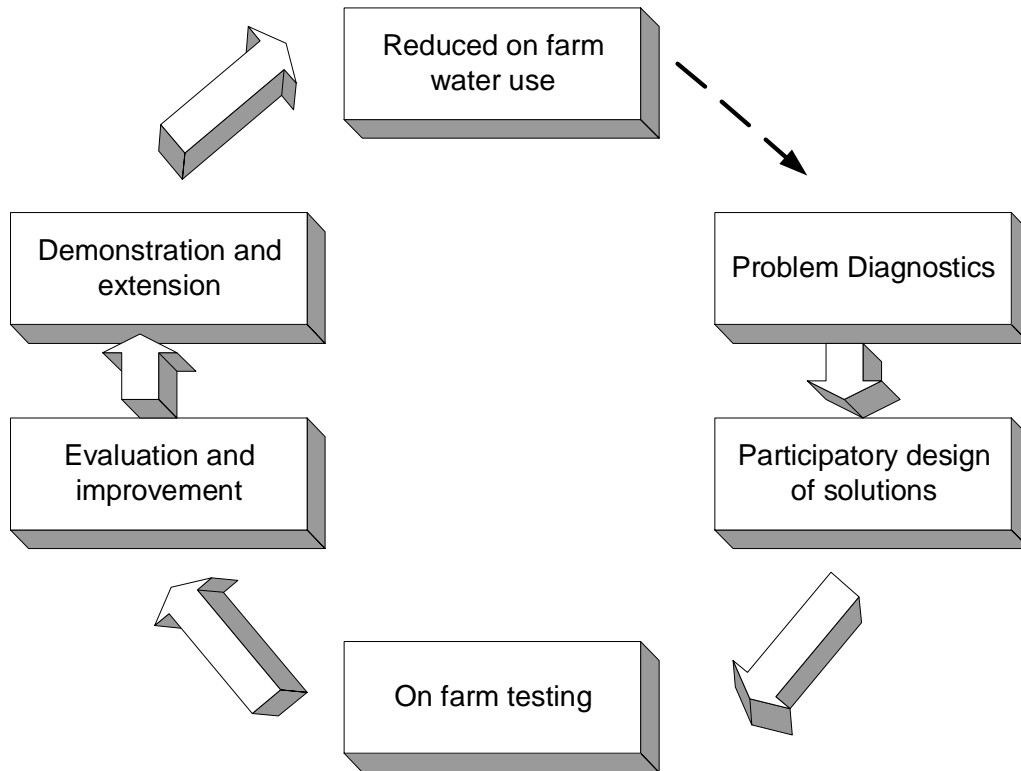 Reduced on farm
water use
Demonstration and
extension
Problem Diagnostics
Evaluation and
improvement
Participatory design
of solutions
On farm testing